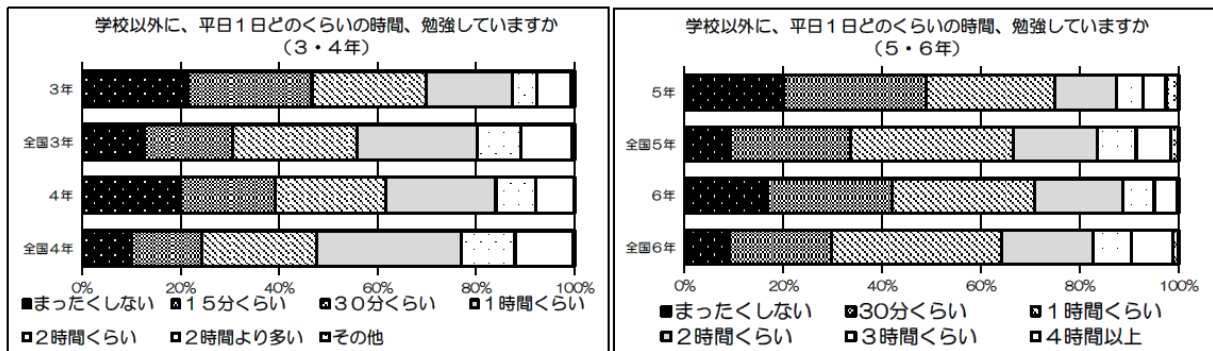 学校以外に、平日１日どのくらいの時間、勉強していますか
（３・４年）
３年
全国３年
４年
全国４年
0% 20% 40% 60% 80% 100%
まったくしない １５分くらい ３０分くらい １時間くらい
２時間くらい ２時間より多い その他
学校以外に、平日１日どのくらいの時間、勉強していますか
（５・６年）
５年
全国５年
６年
全国６年
0% 20% 40% 60% 80% 100%
まったくしない 30分くらい １時間くらい
２時間くらい ３時間くらい ４時間以上